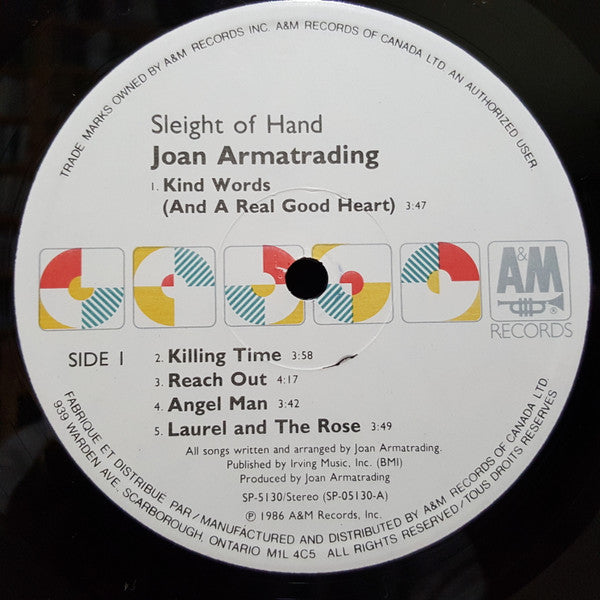 TRADE MARKS OWNED BY A&M RECORDS INC. A&M RECORDS OF CANADA LTD. AN AUTHORIZED USER.
Sleight of Hand
Joan Armatrading
1. Kind Words
(And A Real Good Heart) 3:47
A&M
RECORDS
SIDE 1
2. Killing Time 3:58
3. Reach Out 4:17
4. Angel Man 3:42
5. Laurel and The Rose 3:49
All songs written and arranged by Joan Armatrading.
Published by Irving Music, Inc. (BMI)
Produced by Joan Armatrading
SP-5130/Stereo (SP-05130-A)
℗ 1986 A&M Records, Inc.
FABRIQUE ET DISTRIBUE PAR/MANUFACTURED AND DISTRIBUTED BY A&M RECORDS OF CANADA LTD.
939 WARDEN AVE. SCARBOROUGH, ONTARIO M1L 4C5 ALL RIGHTS RESERVED/TOUS DROITS RESERVES